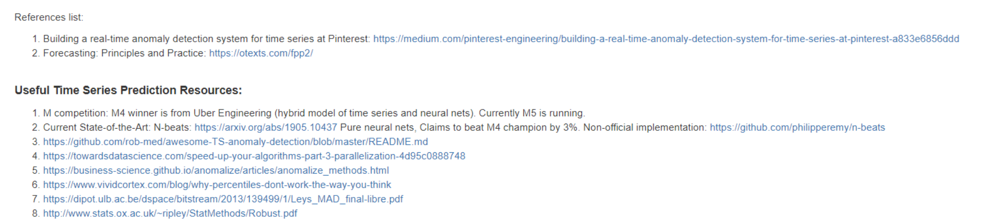 References list:
1. Building a real-time anomaly detection system for time series at Pinterest: https://medium.com/pinterest-engineering/building-a-real-time-anomaly-detection-system-for-time-series-at-pinterest-a833e6856ddd
2. Forecasting: Principles and Practice: https://otexts.com/fpp2/
Useful Time Series Prediction Resources:
1. M competition: M4 winner is from Uber Engineering (hybrid model of time series and neural nets). Currently M5 is running.
2. Current State-of-the-Art: N-beats: https://arxiv.org/abs/1905.10437 Pure neural nets, Claims to beat M4 champion by 3%. Non-official implementation: https://github.com/philipperemy/n-beats
3. https://github.com/rob-med/awesome-TS-anomaly-detection/blob/master/README.md
4. https://towardsdatascience.com/speed-up-your-algorithms-part-3-parallelization-4d95c0888748
5. https://business-science.github.io/anomalize/articles/anomalize_methods.html
6. https://www.vividcortex.com/blog/why-percentiles-dont-work-the-way-you-think
7. https://dipot.ulb.ac.be/dspace/bitstream/2013/139499/1/Leys_MAD_final-libre.pdf
8. http://www.stats.ox.ac.uk/~ripley/StatMethods/Robust.pdf